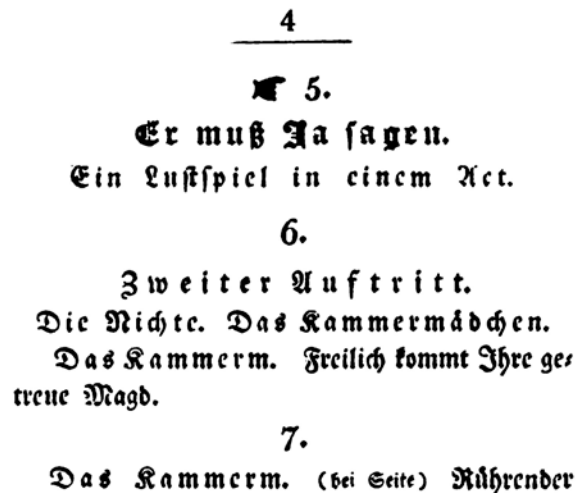 4
☛ 5.
Er muß Ja ſagen.
Ein Luſtſpiel in einem Act.
6.
Zweiter Auftritt.
Die Nichte. Das Kammermädchen.
Das Kammerm. Freilich kommt Ihre ge⸗
treue Magd.
7.
Das Kammerm. (bei Seite) Rührender